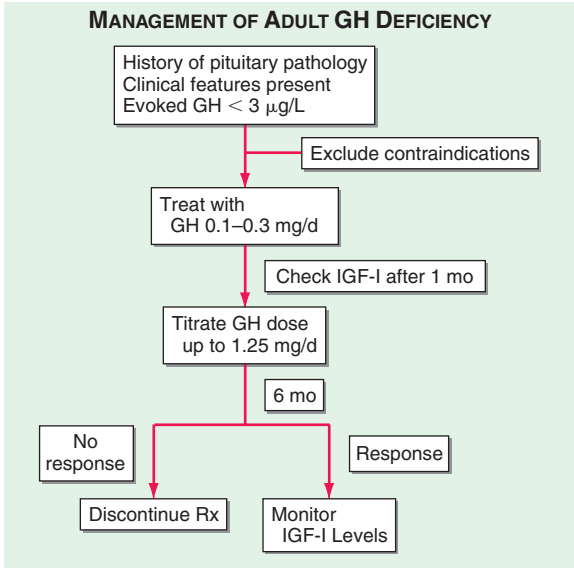 MANAGEMENT OF ADULT GH DEFICIENCY
History of pituitary pathology
Clinical features present
Evoked GH < 3 μg/L
Exclude contraindications
Treat with
GH 0.1–0.3 mg/d
Check IGF-I after 1 mo
Titrate GH dose
up to 1.25 mg/d
6 mo
No
response
Response
Discontinue Rx
Monitor
IGF-I Levels